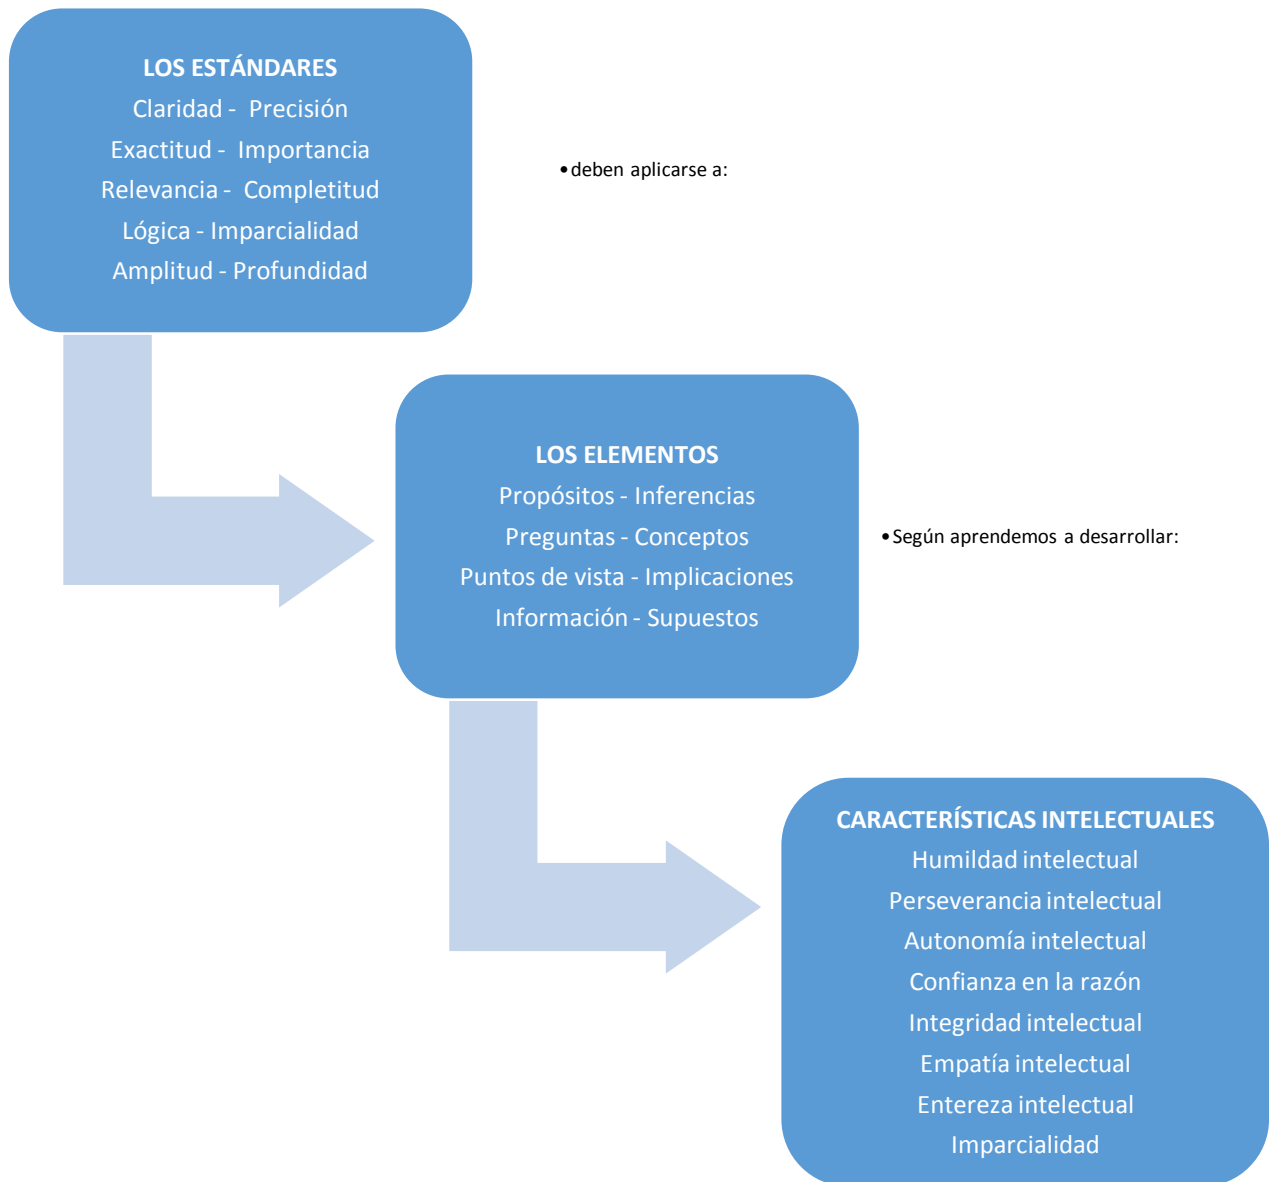 LOS ESTÁNDARES
Claridad - Precisión
Exactitud - Importancia
Relevancia - Completitud
Lógica - Imparcialidad
Amplitud - Profundidad
•deben aplicarse a:
LOS ELEMENTOS
Propósitos - Inferencias
Preguntas - Conceptos
Puntos de vista - Implicaciones
Información - Supuestos
•Según aprendemos a desarrollar:
CARACTERÍSTICAS INTELECTUALES
Humildad intelectual
Perseverancia intelectual
Autonomía intelectual
Confianza en la razón
Integridad intelectual
Empatía intelectual
Entereza intelectual
Imparcialidad